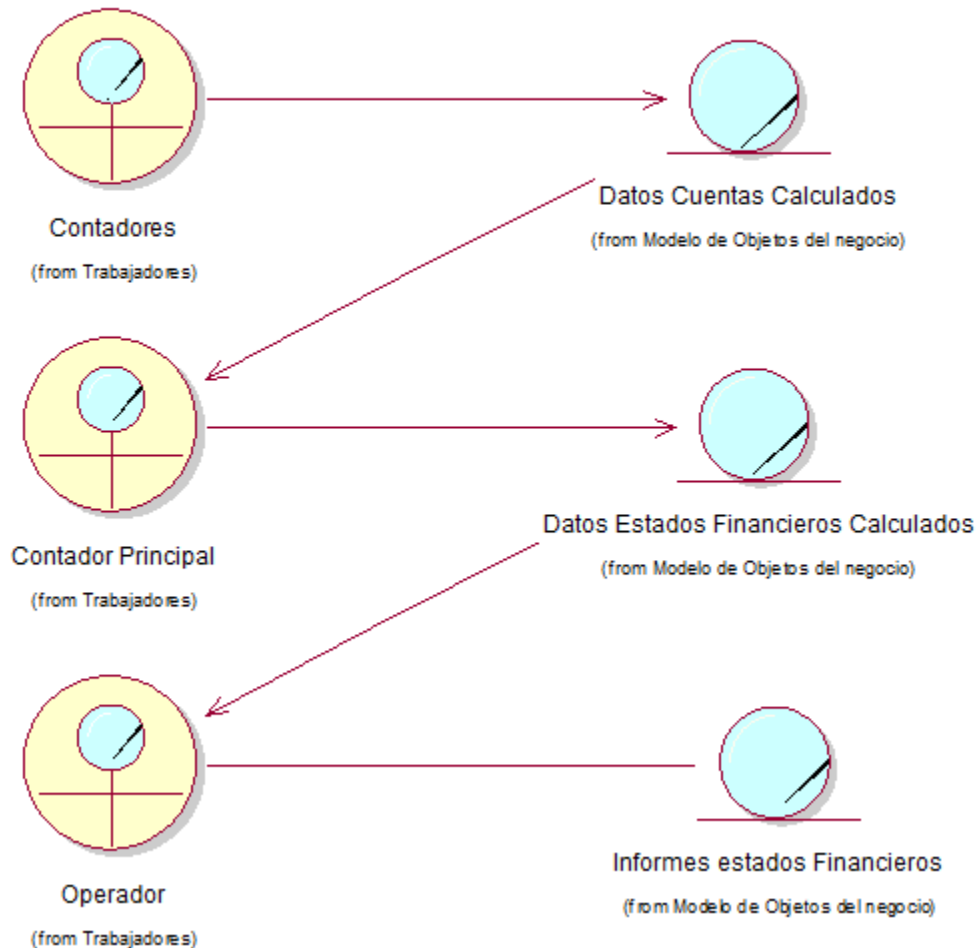 Contadores
(from Trabajadores)
Datos Cuentas Calculados
(from Modelo de Objetos del negocio)
Contador Principal
(from Trabajadores)
Datos Estados Financieros Calculados
(from Modelo de Objetos del negocio)
Operador
(from Trabajadores)
Informes estados Financieros
(from Modelo de Objetos del negocio)